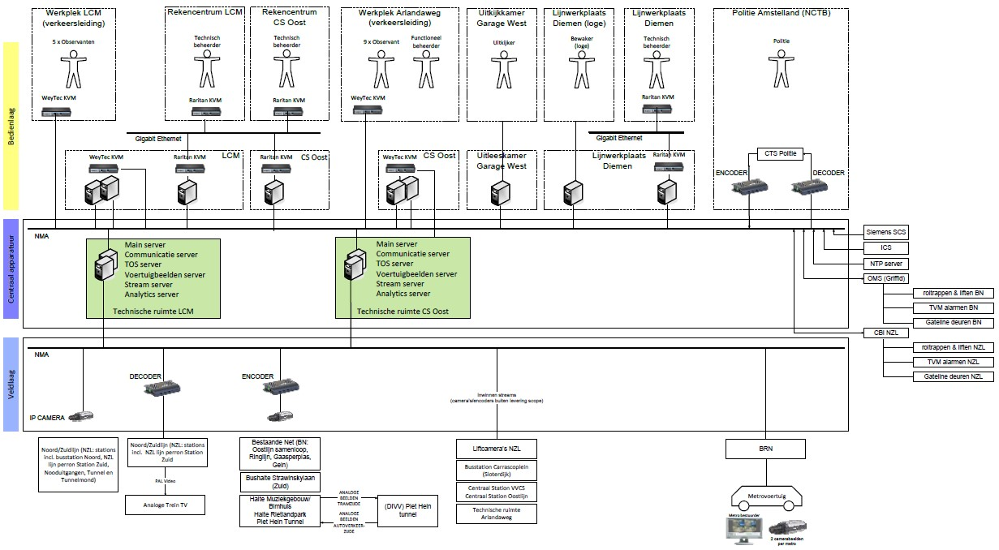 Werkplek LCM
(verkeersleiding)
5 x Observanten
WeyTec KVM
Rekencentrum LCM
Technisch
beheerder
Raritan KVM
Rekencentrum
CS Oost
Technisch
beheerder
Raritan KVM
Werkplek Arlandaweg
(verkeersleiding)
9 x Observant
Functioneel
beheerder
WeyTec KVM
Uitkijkkamer
Garage West
Uitkijker
Lijnwerkplaats
Diemen (loge)
Bewaker
(loge)
Lijnwerkplaats
Diemen
Technisch
beheerder
Raritan KVM
Politie Amstelland (NCTB)
Politie
Bedienlaag
Gigabit Ethernet
Gigabit Ethernet
WeyTec KVM
Raritan KVM
LCM
Raritan KVM
CS Oost
WeyTec KVM
CS Oost
Uitleeskamer
Garage West
Lijnwerkplaats
Diemen
Raritan KVM
CTS Politie
ENCODER
DECODER
Centraal apparatuur
NMA
Main server
Communicatie server
TOS server
Voertuigbeelden server
Stream server
Analytics server
Technische ruimte LCM
Main server
Communicatie server
TOS server
Voertuigbeelden server
Stream server
Analytics server
Technische ruimte CS Oost
Siemens SCS
ICS
NTP server
OMS (Griffid)
roltrappen & liften BN
TVM alarmen BN
Gateline deuren BN
CBI NZL
roltrappen & liften NZL
TVM alarmen NZL
Gateline deuren NZL
Veldlaag
NMA
DECODER
ENCODER
IP CAMERA
Inwinnen streams
(camera's/encoders buiten levering scope)
Noord/Zuidlijn (NZL: stations
incl. busstation Noord, NZL
lijn perron Station Zuid,
Nooduitgangen, Tunnel en
Tunnelmond)
Noord/Zuidlijn (NZL: stations
incl. NZL lijn perron Station
Zuid
PAL Video
Analoge Trein TV
Bestaande Net (BN:
Oostlijn samenloop,
Ringlijn, Gaasperplas,
Gein)
Bushalte Strawinskylaan
(Zuid)
Halte Muziekgebouw/
Bimhuis
Halte Rietlandpark
Piet Hein Tunnel
ANALOGE
BEELDEN
TRAMZIJDE
ANALOGE
BEELDEN
AUTOVERKEER-
ZIJDE
(DIVV) Piet Hein
tunnel
Liftcamera's NZL
Busstation Carrascoplein
(Sloterdijk)
Centraal Station VVCS
Centraal Station Oostlijn
Technische ruimte
Arlandaweg
BRN
Metrovoertuig
Metro bestuurder
2 camerabeelden
per metro